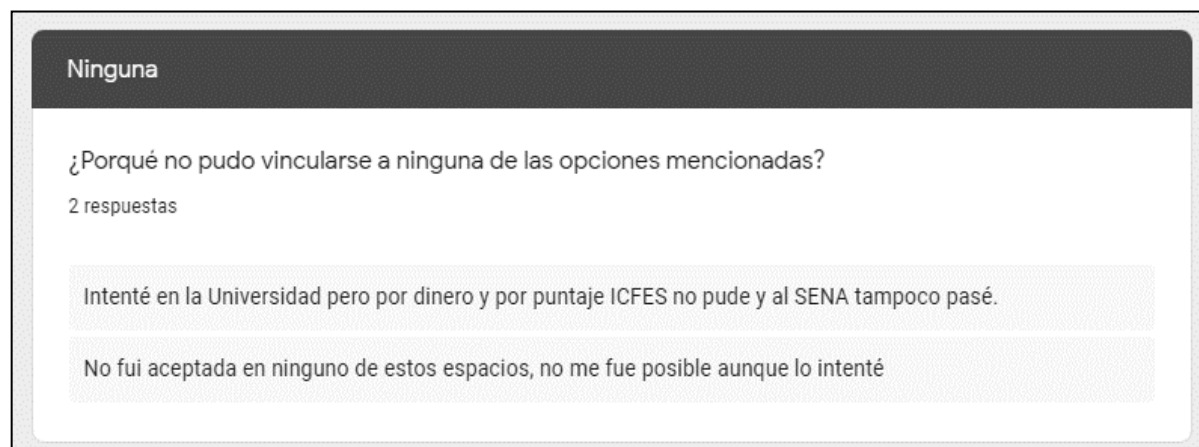 Ninguna
¿Porqué no pudo vincularse a ninguna de las opciones mencionadas?
2 respuestas
Intenté en la Universidad pero por dinero y por puntaje ICFES no pude y al SENA tampoco pasé.
No fui aceptada en ninguno de estos espacios, no me fue posible aunque lo intenté